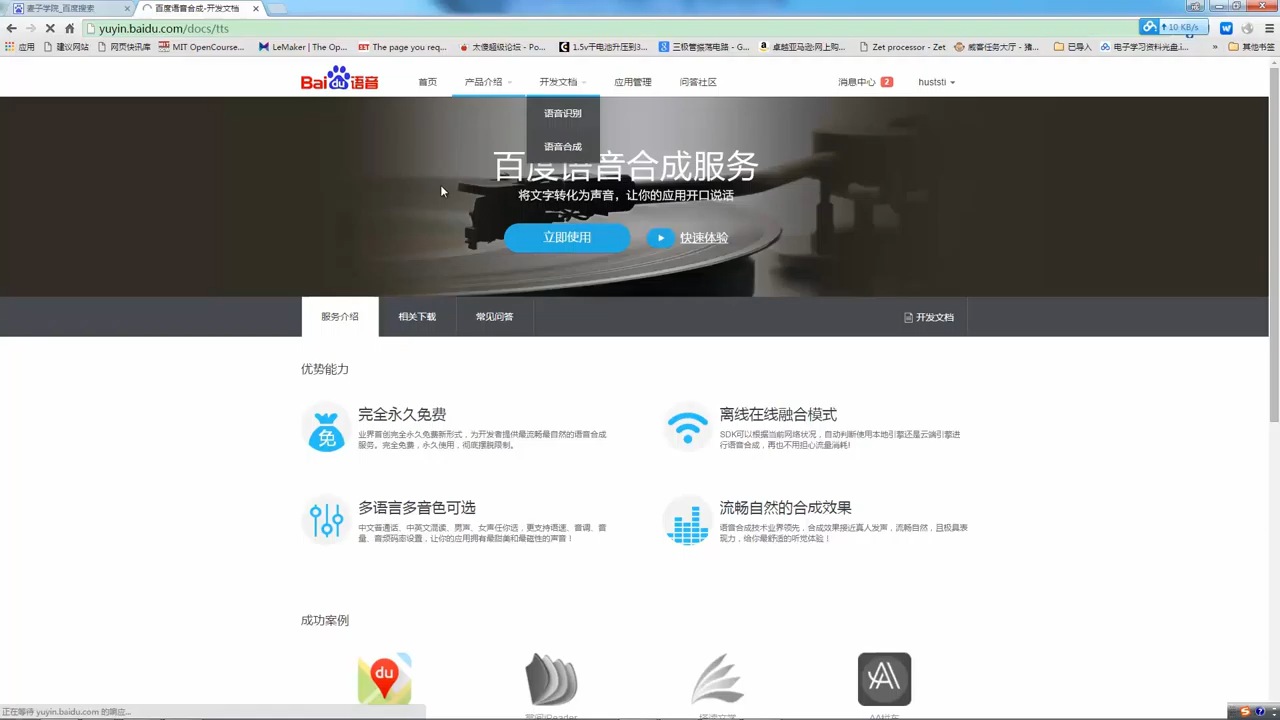 麦子学院_百度搜索
百度语音合成-开发文档
yuyin.baidu.com/docs/tts
10 KB/s
应用
建议网站
网页快讯库
MIT OpenCourse...
LeMaker | The Op...
The page you req...
大傻超级论坛 - Po...
1.5v干电池升压到3...
三极管振荡电路 - G...
卓越亚马逊:网上购...
Zet processor - Zet
威客任务大厅 - 猪...
已导入
电子学习资料光盘.i...
»
其他书签
Bai du 语音
首页
产品介绍
开发文档
应用管理
问答社区
消息中心 2
huststi
语音识别
语音合成
百度语音合成服务
将文字转化为声音，让你的应用开口说话
立即使用
快速体验
服务介绍
相关下载
常见问答
开发文档
优势能力
免
完全永久免费
业界首创完全永久免费新形式，为开发者提供最流畅最自然的语音合成
服务。完全免费，永久使用，彻底摆脱限制。
离线在线融合模式
SDK可以根据当前网络状况，自动判断使用本地引擎还是云端引擎进
行语音合成，再也不用担心流量消耗!
多语言多音色可选
中文普通话、中英文混读、男声、女声任你选，更支持语速、音调、音
量、音频码率设置，让你的应用拥有最甜美和最磁性的声音！
流畅自然的合成效果
语音合成技术业界领先，合成效果接近真人发声，流畅自然，且极具表
现力，给你最舒适的听觉体验！
成功案例
du
正在等待 yuyin.baidu.com 的响应...